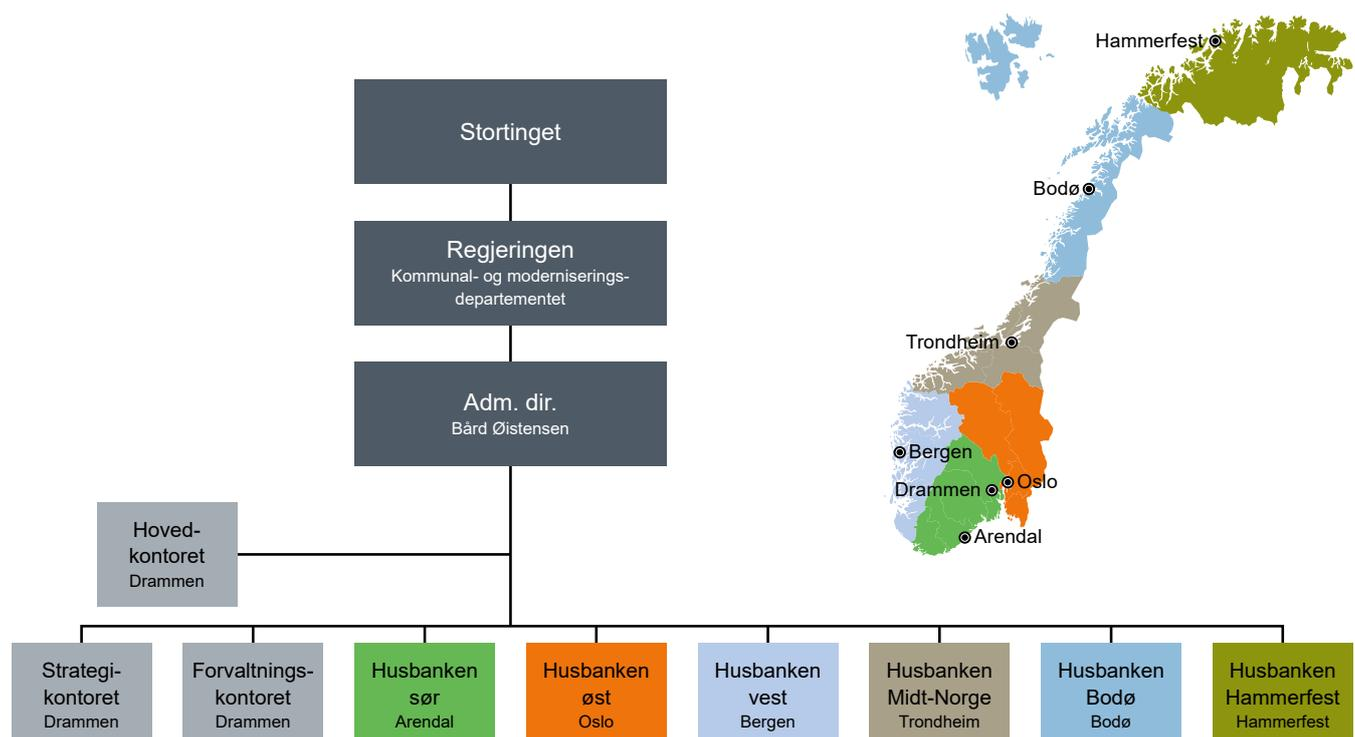 Hammerfest
Stortinget
Bodø
Regjeringen
Kommunal- og moderniserings-
departementet
Trondheim
Adm. dir.
Bård Øistensen
Bergen
Oslo
Drammen
Arendal
Hoved-
kontoret
Drammen
Strategi-
kontoret
Drammen
Forvaltnings-
kontoret
Drammen
Husbanken
sør
Arendal
Husbanken
øst
Oslo
Husbanken
vest
Bergen
Husbanken
Midt-Norge
Trondheim
Husbanken
Bodø
Bodø
Husbanken
Hammerfest
Hammerfest